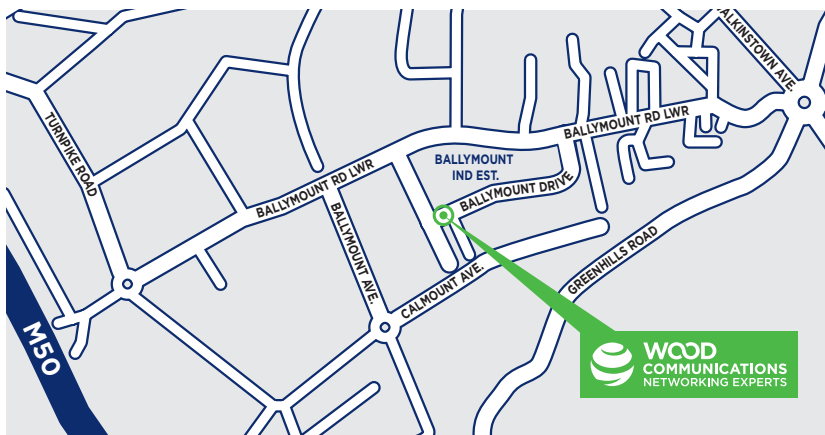 ALKINSTOWN AVE.
TURNPIKE ROAD
BALLYMOUNT RD LWR
BALLYMOUNT
IND EST.
BALLYMOUNT DRIVE
BALLYMOUNT RD LWR
BALLYMOUNT AVE.
CALMOUNT AVE.
GREENHILLS ROAD
M50
WOOD
COMMUNICATIONS
NETWORKING EXPERTS